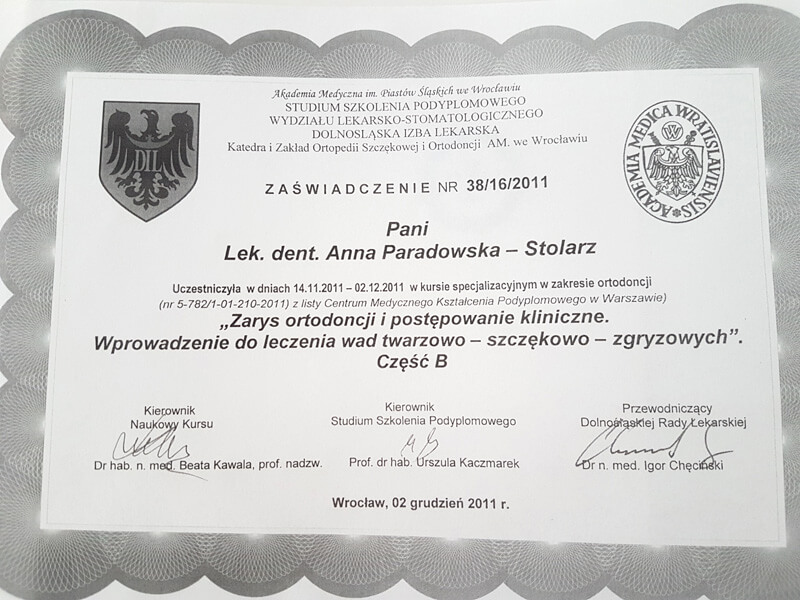 Akademia Medyczna im. Piastów Śląskich we Wrocławiu
STUDIUM SZKOLENIA PODYPLOMOWEGO
WYDZIAŁU LEKARSKO-STOMATOLOGICZNEGO
DOLNOŚLĄSKA IZBA LEKARSKA
Katedra i Zakład Ortopedii Szczękowej i Ortodoncji AM. we Wrocławiu
DIL
ACADEMIA MEDICA WRATISLAVIENSIS
W
ZAŚWIADCZENIE NR 38/16/2011
Pani
Lek. dent. Anna Paradowska – Stolarz
Uczestniczyła w dniach 14.11.2011 – 02.12.2011 w kursie specjalizacyjnym w zakresie ortodoncji
(nr 5-782/1-01-210-2011) z listy Centrum Medycznego Kształcenia Podyplomowego w Warszawie)
„Zarys ortodoncji i postępowanie kliniczne.
Wprowadzenie do leczenia wad twarzowo – szczękowo – zgryzowych”.
Część B
Kierownik
Naukowy Kursu
Dr hab. n. med. Beata Kawala, prof. nadzw.
Kierownik
Studium Szkolenia Podyplomowego
Prof. dr hab. Urszula Kaczmarek
Przewodniczący
Dolnośląskiej Rady Lekarskiej
Dr n. med. Igor Chęciński
Wrocław, 02 grudzień 2011 r.